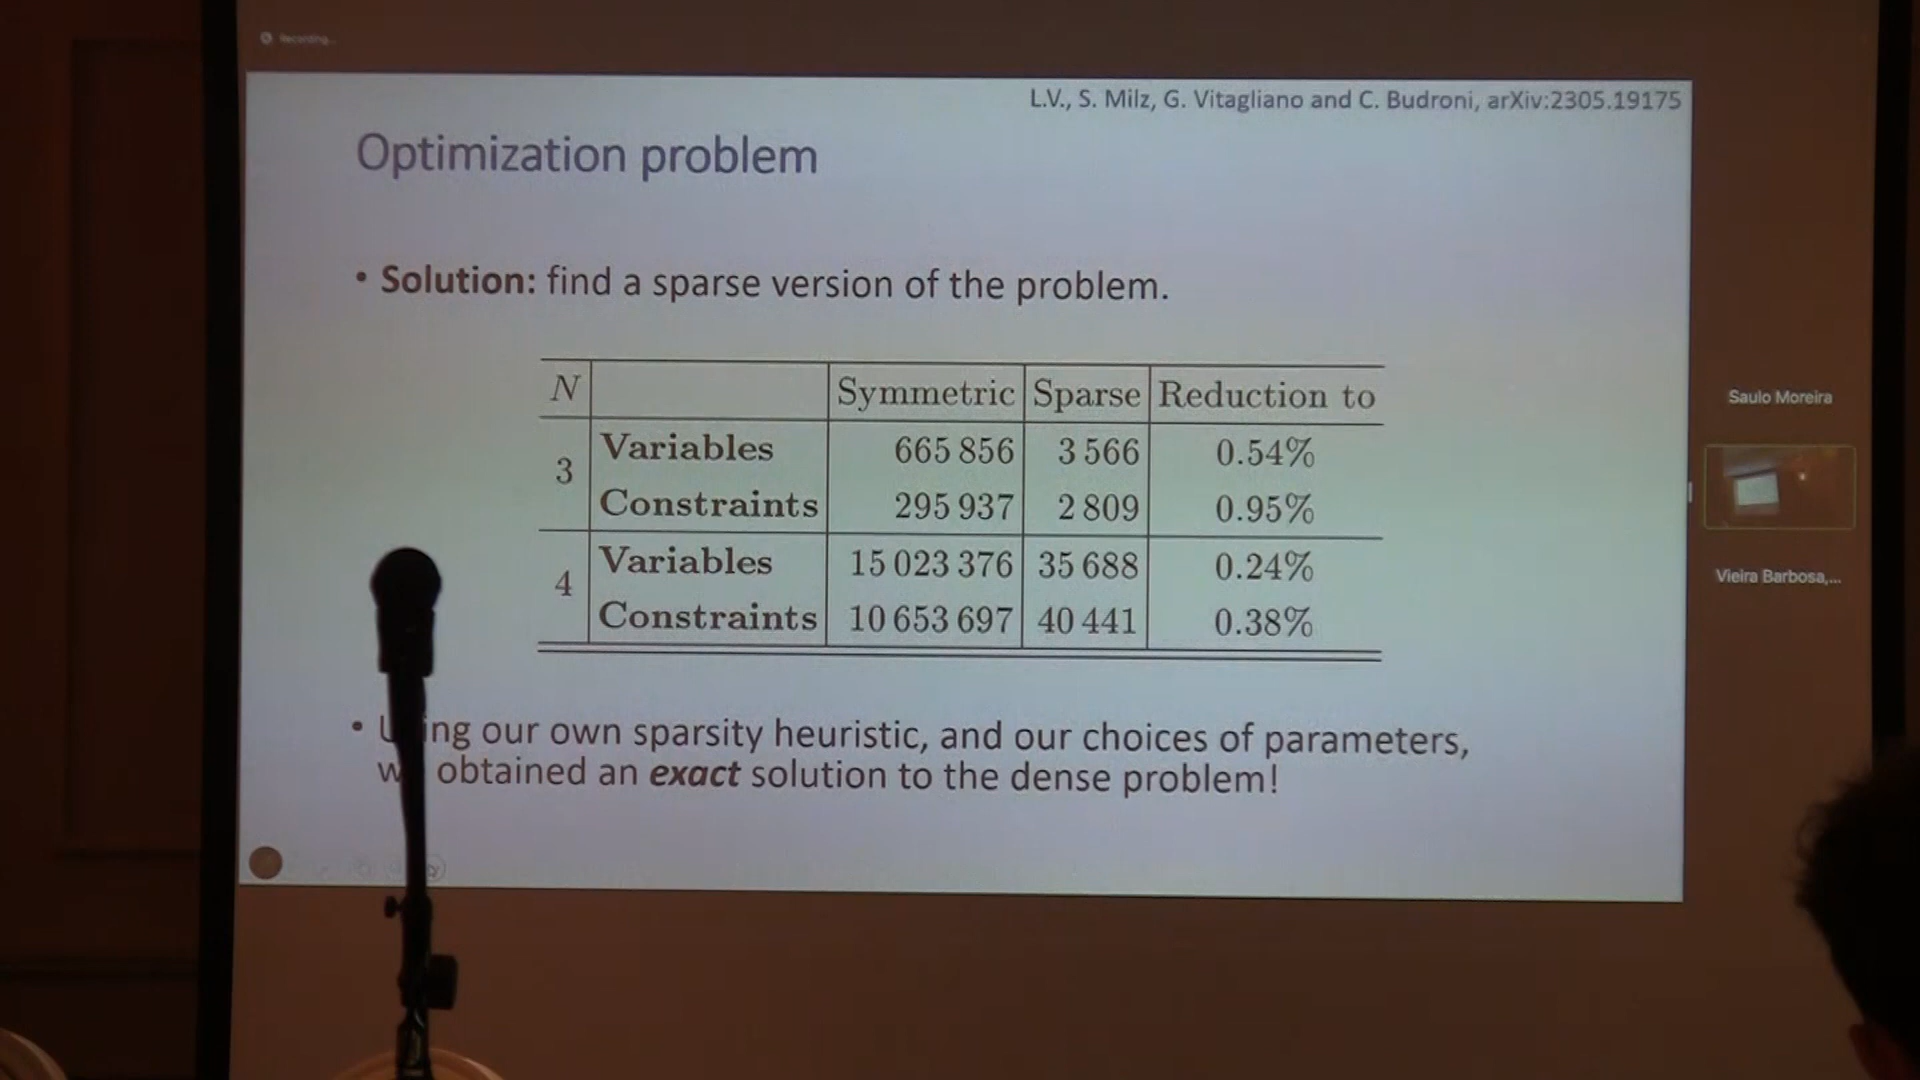 Recording...
L.V., S. Milz, G. Vitagliano and C. Budroni, arXiv:2305.19175
Optimization problem
• Solution: find a sparse version of the problem.
N Symmetric Sparse Reduction to
3 Variables 665 856 3 566 0.54%
Constraints 295 937 2 809 0.95%
4 Variables 15 023 376 35 688 0.24%
Constraints 10 653 697 40 441 0.38%
• our own sparsity heuristic, and our choices of parameters,
obtained an exact solution to the dense problem!
Saulo Moreira
Vieira Barbosa,...